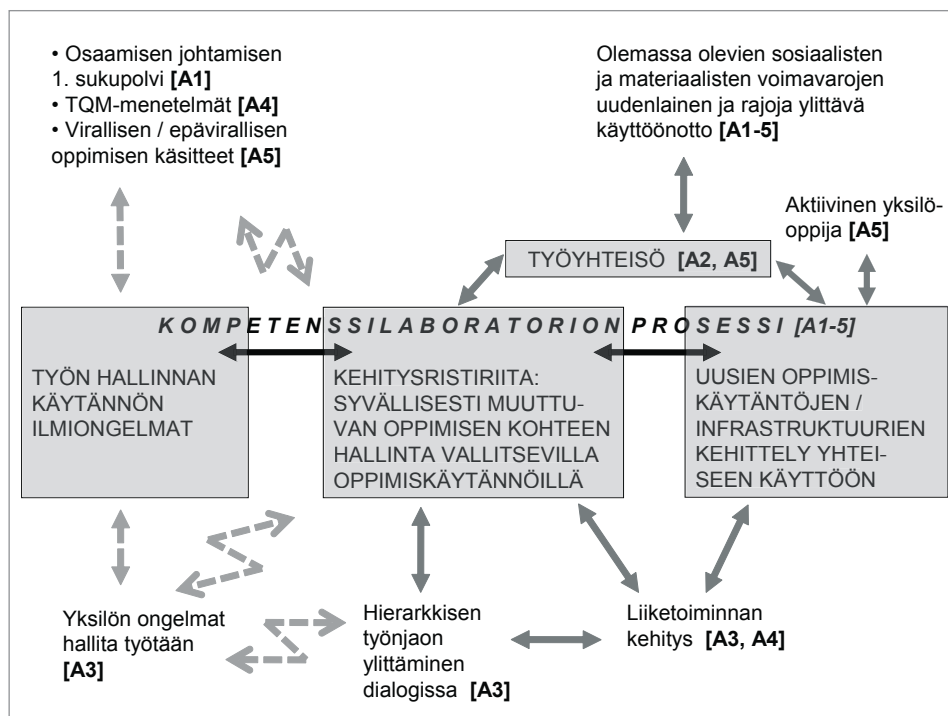 • Osaamisen johtamisen
1. sukupolvi [A1]
• TQM-menetelmät [A4]
• Virallisen / epävirallisen
oppimisen käsitteet [A5]
Olemassa olevien sosiaalisten
ja materiaalisten voimavarojen
uudenlainen ja rajoja ylittävä
käyttöönotto [A1-5]
Aktiivinen yksilö-
oppija [A5]
TYÖYHTEISÖ [A2, A5]
KOMPETENSSILABORATORION PROSESSI [A1-5]
TYÖN HALLINNAN
KÄYTÄNNÖN
ILMIONGELMAT
KEHITYSRISTIRIITA:
SYVÄLLISESTI MUUTTU-
VAN OPPIMISEN KOHTEEN
HALLINTA VALLITSEVILLA
OPPIMISKÄYTÄNNÖILLÄ
UUSIEN OPPIMIS-
KÄYTÄNTÖJEN /
INFRASTRUKTUURIEN
KEHITTELY YHTEI-
SEEN KÄYTTÖÖN
Yksilön ongelmat
hallita työtään
[A3]
Hierarkkisen
työnjaon
ylittäminen
dialogissa [A3]
Liiketoiminnan
kehitys [A3, A4]